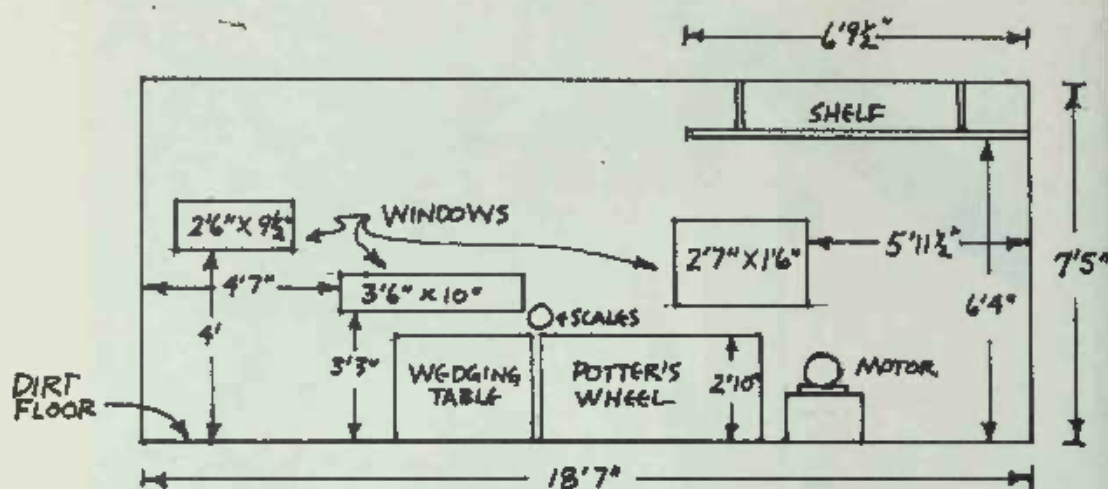 6'9½"
SHELF
2'6" X 9½"
WINDOWS
2'7" X 1'6"
5'11½"
7'5"
4'7"
3'6" X 10"
6'4"
SCALES
4'
3'3"
WEDGING
TABLE
POTTER'S
WHEEL
2'10"
MOTOR
DIRT
FLOOR
18'7"